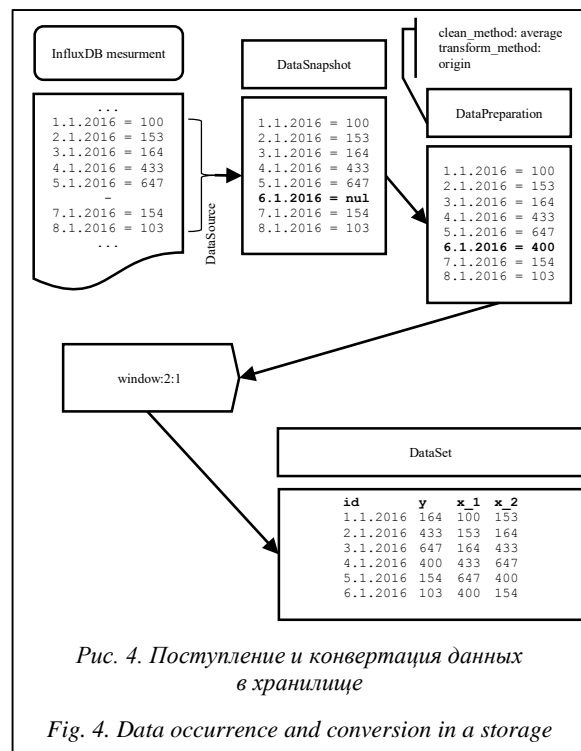 InfluxDB mesurment
...
1.1.2016 = 100
2.1.2016 = 153
3.1.2016 = 164
4.1.2016 = 433
5.1.2016 = 647
-
7.1.2016 = 154
8.1.2016 = 103
...
DataSource
DataSnapshot
1.1.2016 = 100
2.1.2016 = 153
3.1.2016 = 164
4.1.2016 = 433
5.1.2016 = 647
6.1.2016 = nul
7.1.2016 = 154
8.1.2016 = 103
clean_method: average
transform_method:
origin
DataPreparation
1.1.2016 = 100
2.1.2016 = 153
3.1.2016 = 164
4.1.2016 = 433
5.1.2016 = 647
6.1.2016 = 400
7.1.2016 = 154
8.1.2016 = 103
window:2:1
DataSet
id y x_1 x_2
1.1.2016 164 100 153
2.1.2016 433 153 164
3.1.2016 647 164 433
4.1.2016 400 433 647
5.1.2016 154 647 400
6.1.2016 103 400 154
Рис. 4. Поступление и конвертация данных
в хранилище
Fig. 4. Data occurrence and conversion in a storage